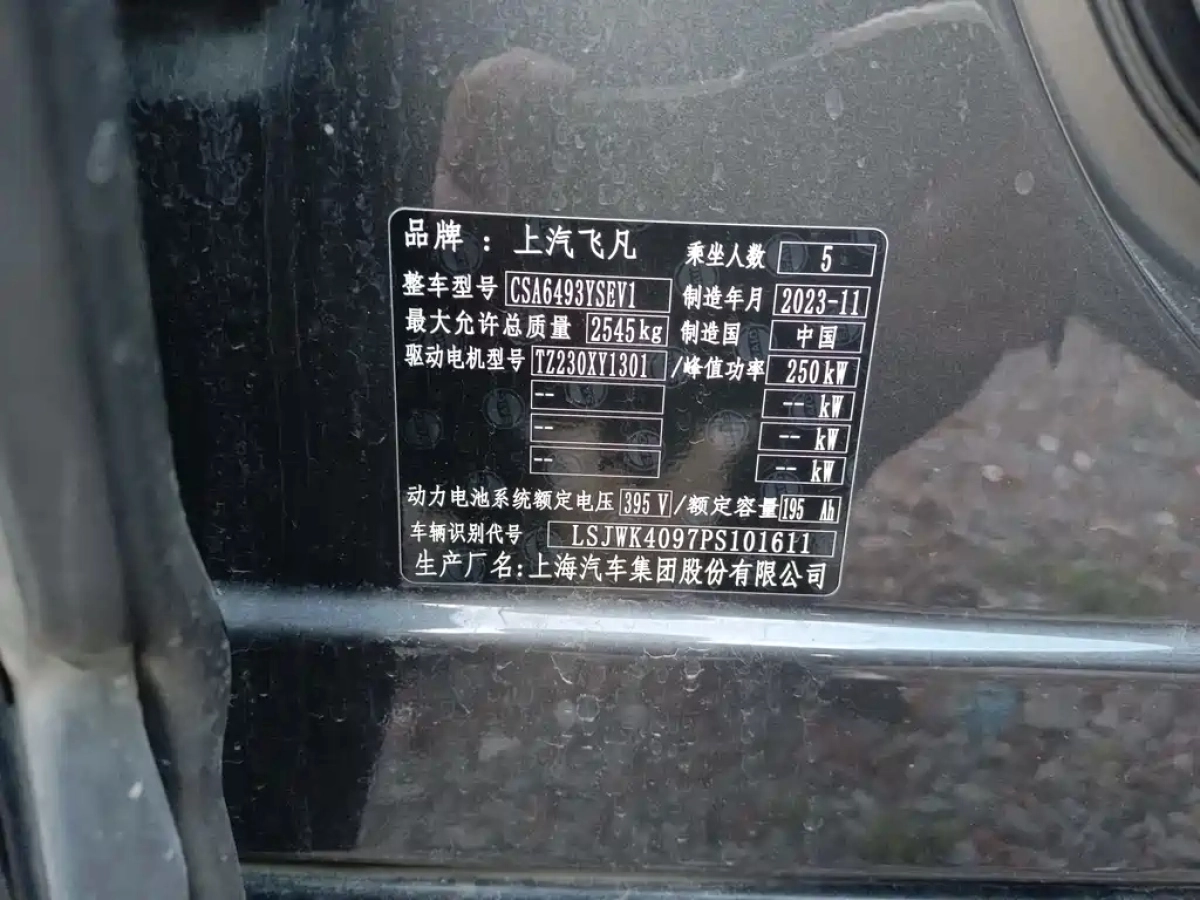 品牌：上汽飞凡 乘坐人数 5
整车型号 CSA6493YSEV1 制造年月 2023-11
最大允许总质量 2545kg 制造国 中国
驱动电机型号 TZ230XY1301 /峰值功率 250kW
-- -- kW
-- -- kW
-- -- kW
动力电池系统额定电压 395 V /额定容量 195 Ah
车辆识别代号 LSJWK4097PS101611
生产厂名:上海汽车集团股份有限公司